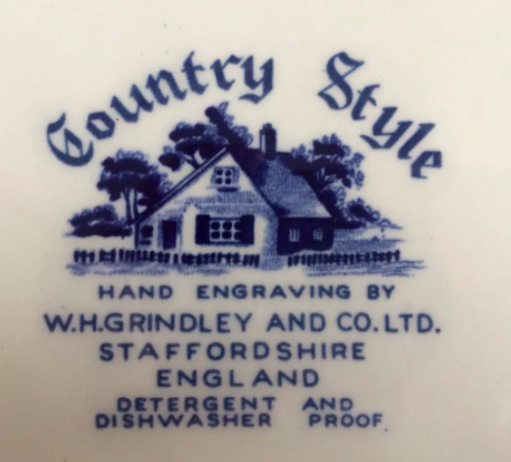 Country Style
HAND ENGRAVING BY
W.H.GRINDLEY AND CO.LTD.
STAFFORDSHIRE
ENGLAND
DETERGENT AND
DISHWASHER PROOF.